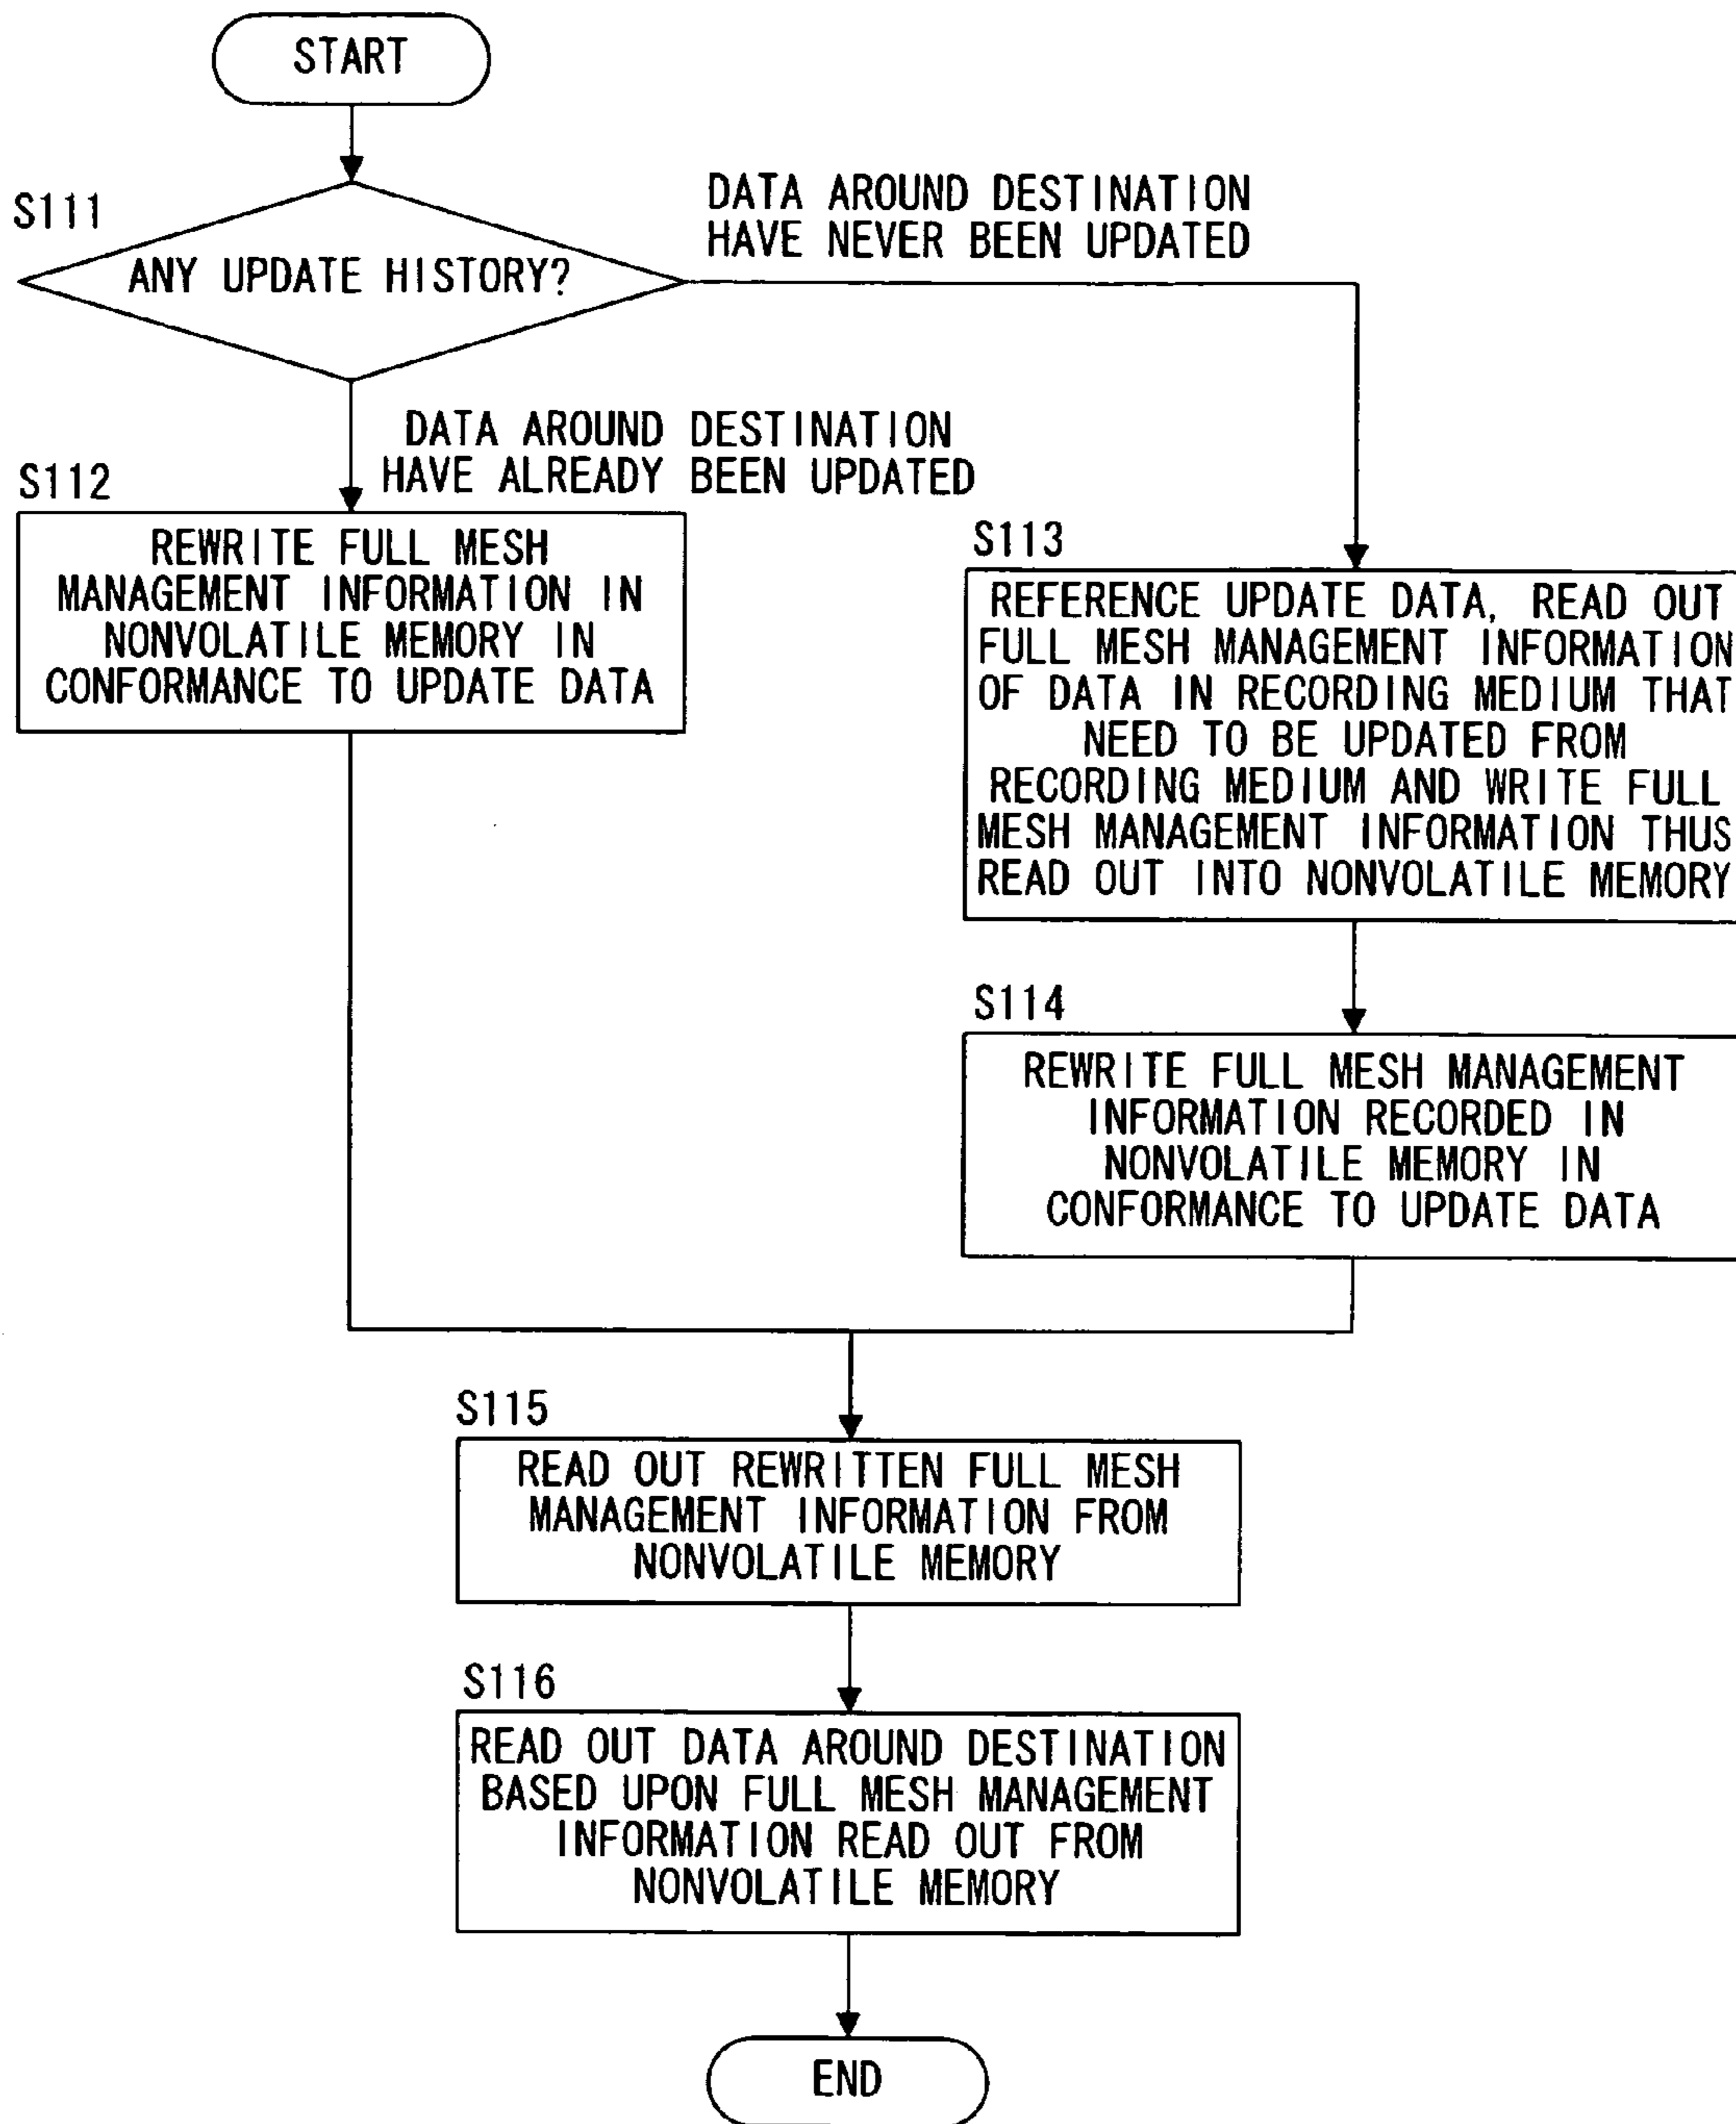 START
S111
ANY UPDATE HISTORY?
DATA AROUND DESTINATION
HAVE NEVER BEEN UPDATED
DATA AROUND DESTINATION
HAVE ALREADY BEEN UPDATED
S112
REWRITE FULL MESH
MANAGEMENT INFORMATION IN
NONVOLATILE MEMORY IN
CONFORMANCE TO UPDATE DATA
S113
REFERENCE UPDATE DATA, READ OUT
FULL MESH MANAGEMENT INFORMATION
OF DATA IN RECORDING MEDIUM THAT
NEED TO BE UPDATED FROM
RECORDING MEDIUM AND WRITE FULL
MESH MANAGEMENT INFORMATION THUS
READ OUT INTO NONVOLATILE MEMORY
S114
REWRITE FULL MESH MANAGEMENT
INFORMATION RECORDED IN
NONVOLATILE MEMORY IN
CONFORMANCE TO UPDATE DATA
S115
READ OUT REWRITTEN FULL MESH
MANAGEMENT INFORMATION FROM
NONVOLATILE MEMORY
S116
READ OUT DATA AROUND DESTINATION
BASED UPON FULL MESH MANAGEMENT
INFORMATION READ OUT FROM
NONVOLATILE MEMORY
END